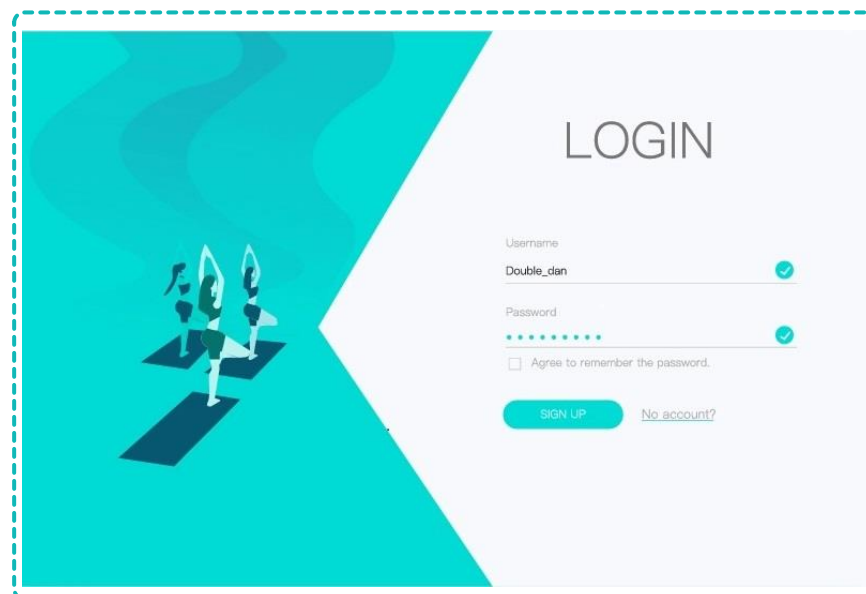 LOGIN
Username
Double_dan
Password
Agree to remember the password.
SIGN UP No account?